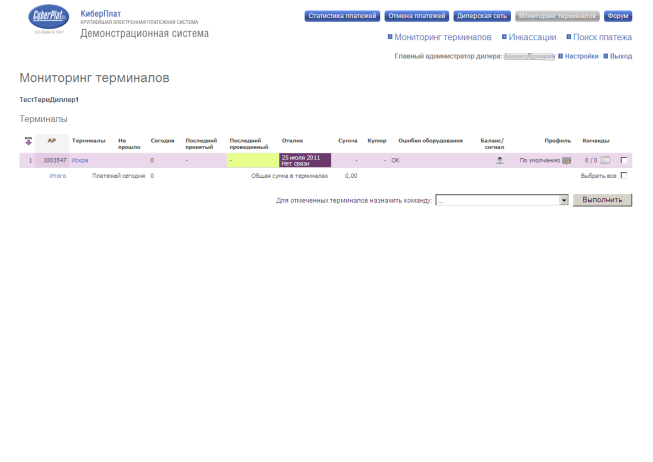 CyberPlat
ОСНОВАН В 1997
КиберПлат
КРУПНЕЙШАЯ ЭЛЕКТРОННАЯ ПЛАТЕЖНАЯ СИСТЕМА
Демонстрационная система
Статистика платежей Отмена платежей Дилерская сеть Мониторинг терминалов Форум
Мониторинг терминалов Инкассации Поиск платежа
Главный администратор дилера: Настройки Выход
Мониторинг терминалов
ТестТермДиллер1
Терминалы
АР Терминалы Не прошло Сегодня Последний принятый Последний проведенный Отклик Сумма Купюр Ошибки оборудования Баланс/сигнал Профиль Команды
1 1003547 Искра 0 - - 25 июля 2011 Нет связи - - ОК По умолчанию 0 / 0
Итого Платежей сегодня 0 Общая сумма в терминалах 0,00 Выбрать все
Для отмеченных терминалов назначить команду: ... Выполнить